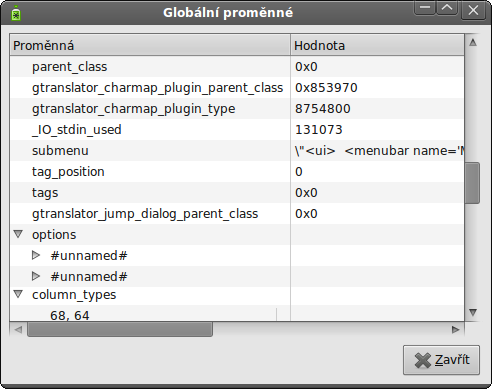 Globální proměnné
Proměnná Hodnota
parent_class 0x0
gtranslator_charmap_plugin_parent_class 0x853970
gtranslator_charmap_plugin_type 8754800
_IO_stdin_used 131073
submenu \"<ui> <menubar name='M
tag_position 0
tags 0x0
gtranslator_jump_dialog_parent_class 0x0
options
#unnamed#
#unnamed#
column_types
68, 64
Zavřít